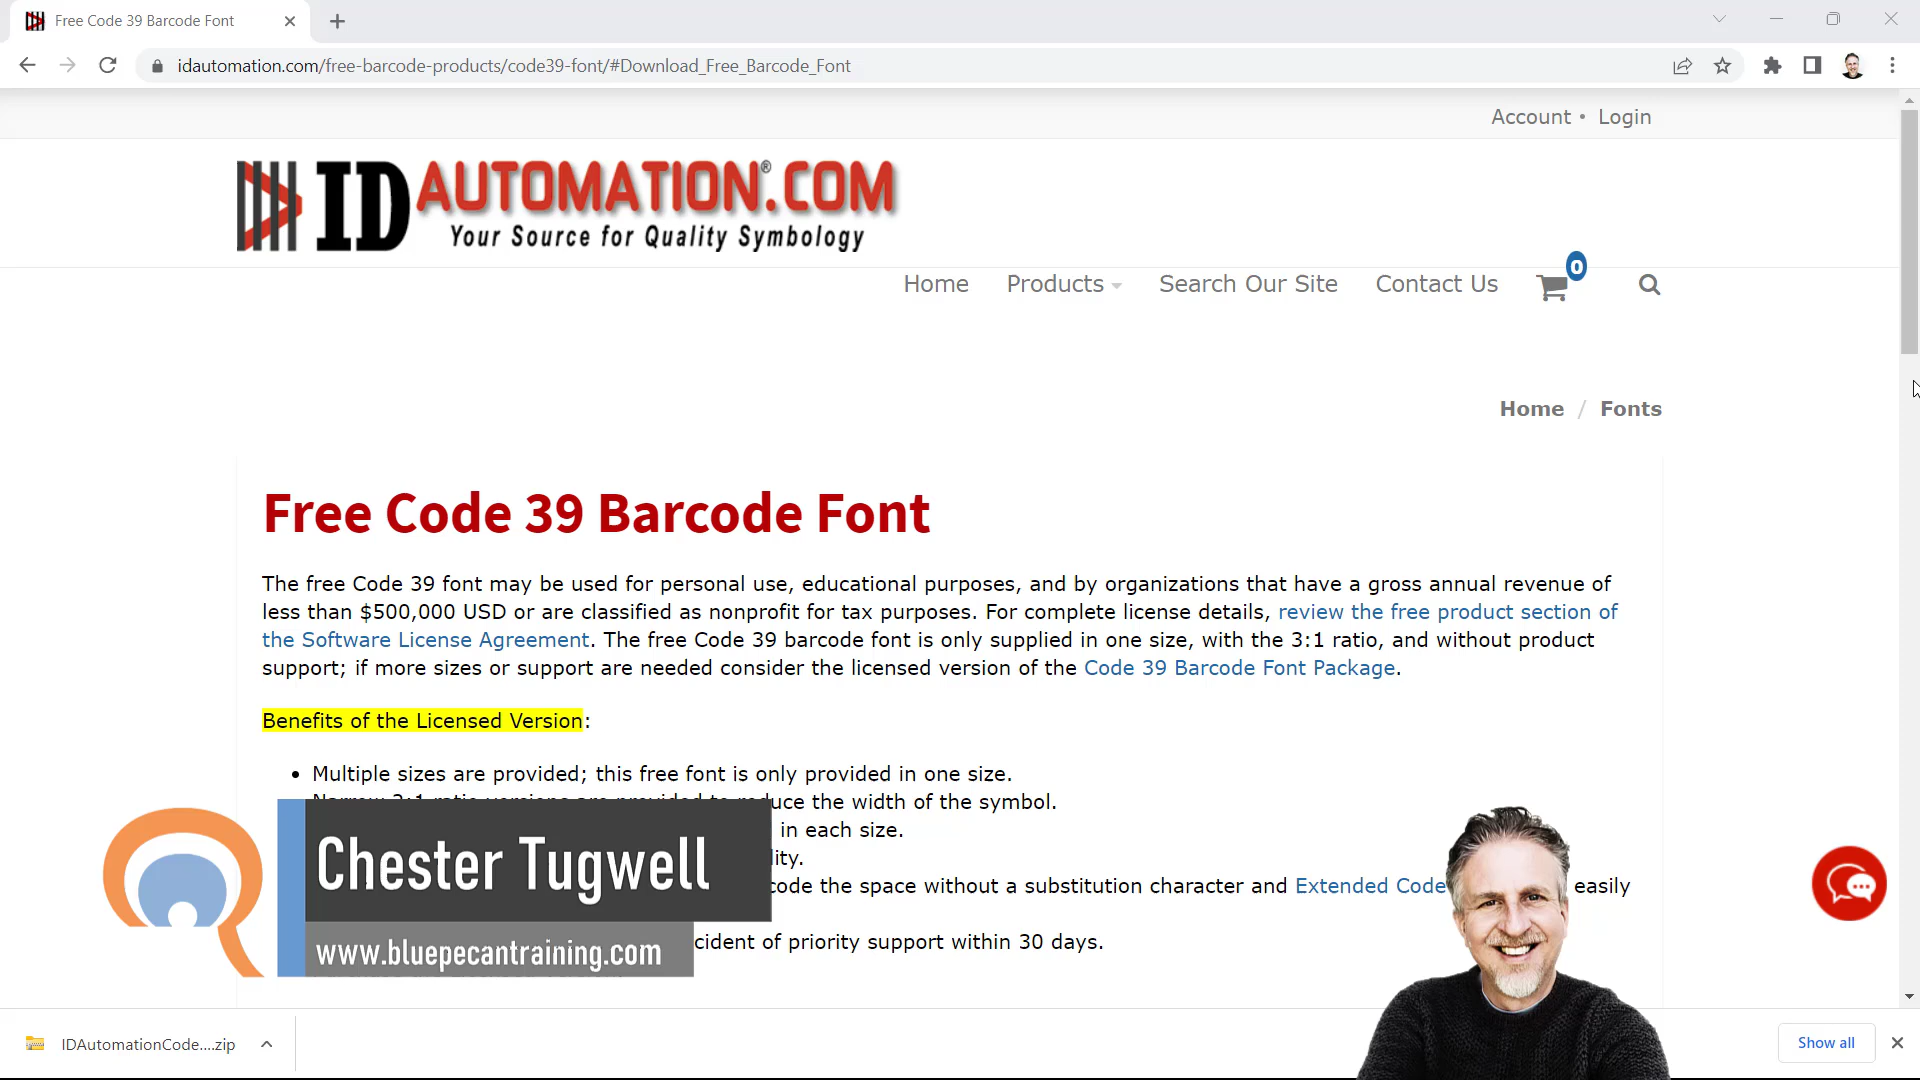 Free Code 39 Barcode Font
idautomation.com/free-barcode-products/code39-font/#Download_Free_Barcode_Font
Account • Login
IDAUTOMATION.COM®
Your Source for Quality Symbology
Home Products Search Our Site Contact Us 0
Home / Fonts
Free Code 39 Barcode Font
The free Code 39 font may be used for personal use, educational purposes, and by organizations that have a gross annual revenue of
less than $500,000 USD or are classified as nonprofit for tax purposes. For complete license details, review the free product section of
the Software License Agreement. The free Code 39 barcode font is only supplied in one size, with the 3:1 ratio, and without product
support; if more sizes or support are needed consider the licensed version of the Code 39 Barcode Font Package.
Benefits of the Licensed Version:
• Multiple sizes are provided; this free font is only provided in one size.
uce the width of the symbol.
in each size.
lity.
code the space without a substitution character and Extended Code easily
cident of priority support within 30 days.
Chester Tugwell
www.bluepecantraining.com
IDAutomationCode....zip
Show all